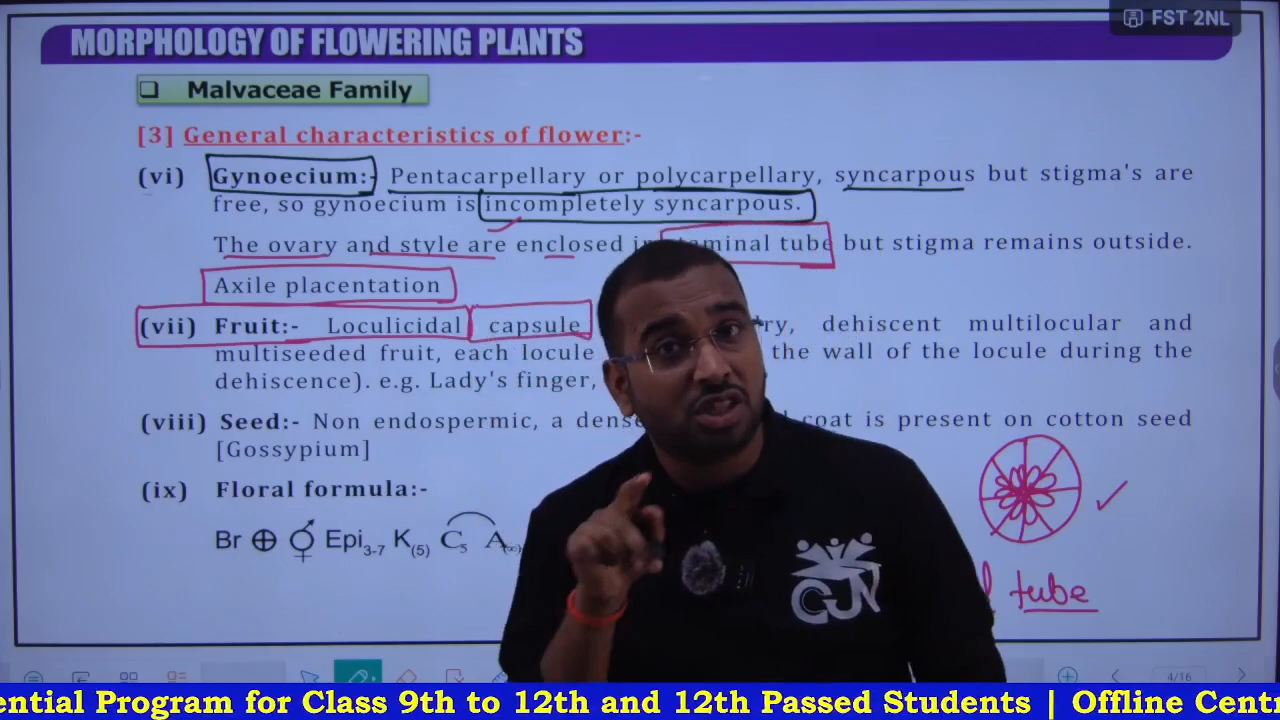 FST 2NL
MORPHOLOGY OF FLOWERING PLANTS
❑ Malvaceae Family
[3] General characteristics of flower:-
(vi) Gynoecium:- Pentacarpellary or polycarpellary, syncarpous but stigma's are
free, so gynoecium is incompletely syncarpous.
The ovary and style are enclosed in tube but stigma remains outside.
Axile placentation
(vii) Fruit:- Loculicidal capsule dehiscent multilocular and
multiseeded fruit, each locule the wall of the locule during the
dehiscence). e.g. Lady's finger,
(viii) Seed:- Non endospermic, a coat is present on cotton seed
[Gossypium]
(ix) Floral formula:-
Br ⊕ ⚥ Epi3-7 K(5) C5 A(∞)
tube
GJN
4/16
ential Program for Class 9th to 12th and 12th Passed Students | Offline Cent